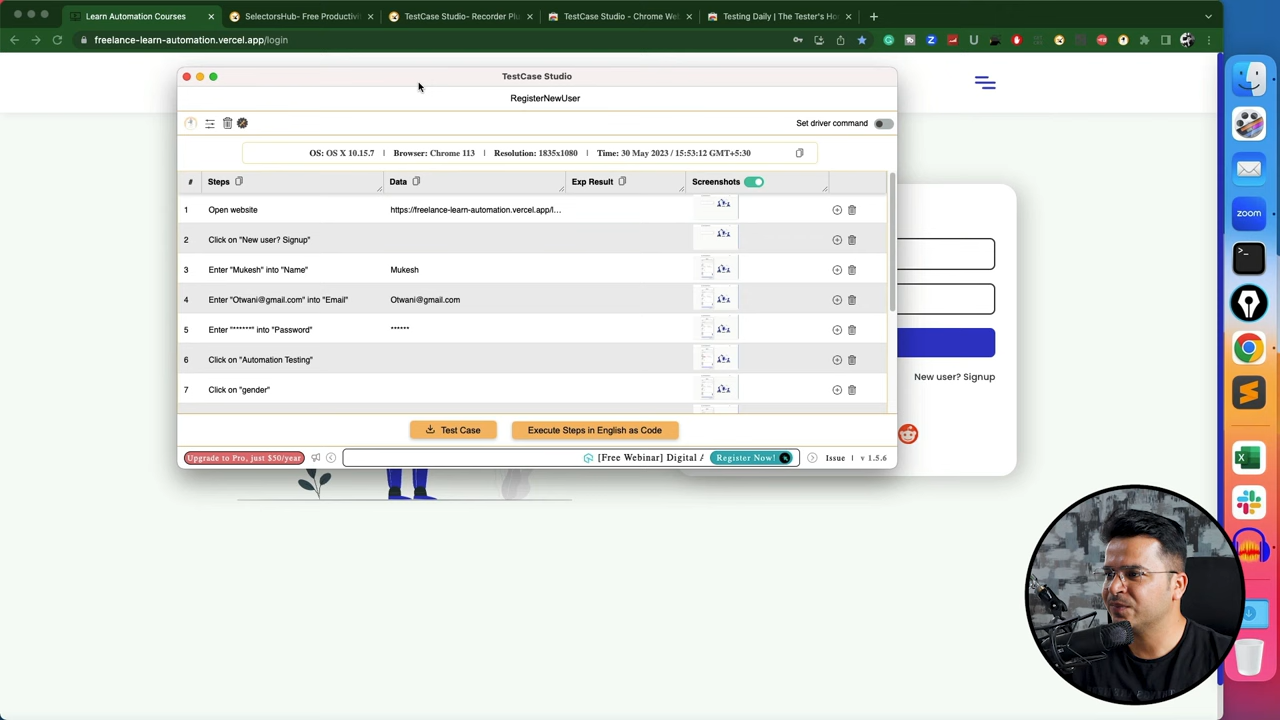 Learn Automation Courses
SelectorsHub- Free Productivi
TestCase Studio- Recorder Plu
TestCase Studio - Chrome We
Testing Daily | The Tester's Ho
freelance-learn-automation.vercel.app/login
TestCase Studio
RegisterNewUser
Set driver command
OS: OS X 10.15.7 | Browser: Chrome 113 | Resolution: 1835x1080 | Time: 30 May 2023 / 15:53:12 GMT+5:30
# Steps Data Exp Result Screenshots
1 Open website https://freelance-learn-automation.vercel.app/l...
2 Click on "New user? Signup"
3 Enter "Mukesh" into "Name" Mukesh
4 Enter "Otwani@gmail.com" into "Email" Otwani@gmail.com
5 Enter "******" into "Password" ******
6 Click on "Automation Testing"
7 Click on "gender"
New user? Signup
Test Case Execute Steps in English as Code
Upgrade to Pro, just $50/year [Free Webinar] Digital Register Now! Issue | v 1.5.6
zoom